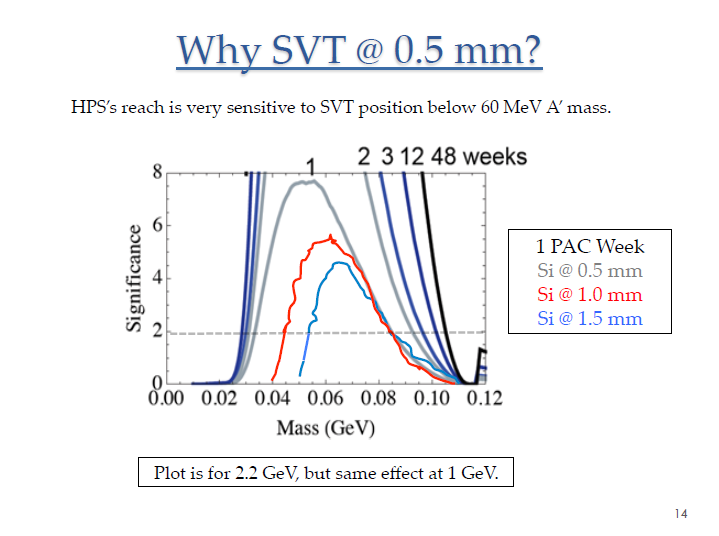 Why SVT @ 0.5 mm?
HPS’s reach is very sensitive to SVT position below 60 MeV A’ mass.
1 2 3 12 48 weeks
8
6
4
2
0
Significance
0.00 0.02 0.04 0.06 0.08 0.10 0.12
Mass (GeV)
1 PAC Week
Si @ 0.5 mm
Si @ 1.0 mm
Si @ 1.5 mm
Plot is for 2.2 GeV, but same effect at 1 GeV.
14